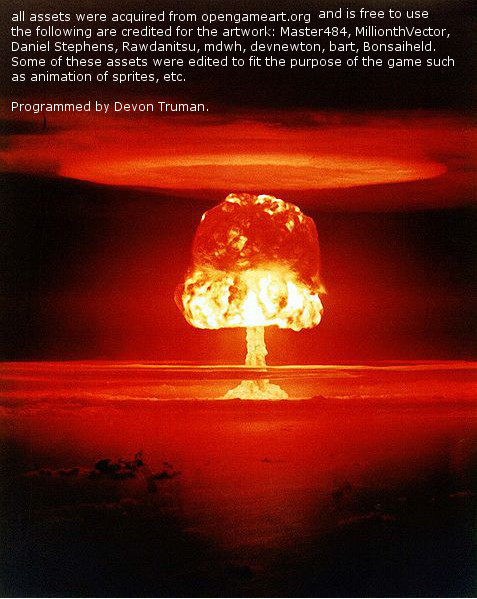 all assets were acquired from opengameart.org and is free to use
the following are credited for the artwork: Master484, MillionthVector,
Daniel Stephens, Rawdanitsu, mdwh, devnewton, bart, Bonsaiheld.
Some of these assets were edited to fit the purpose of the game such
as animation of sprites, etc.
Programmed by Devon Truman.